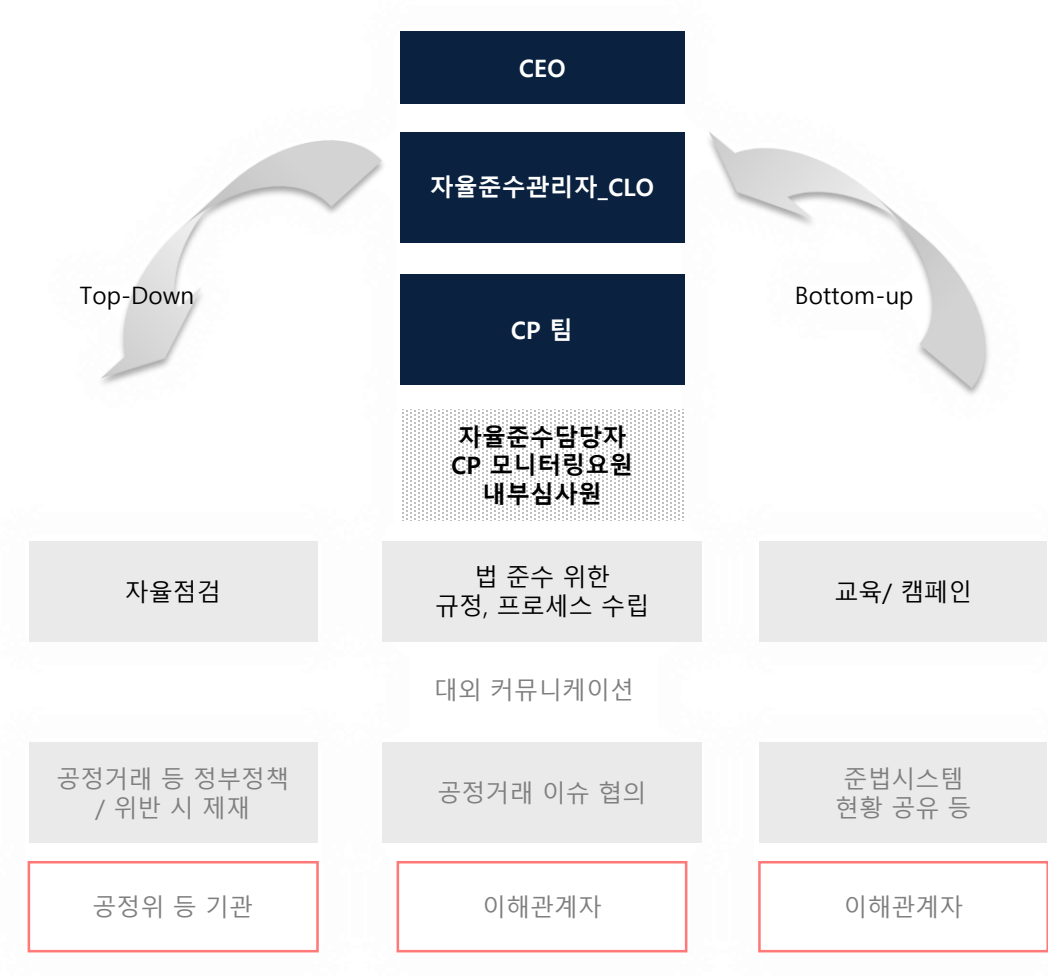 CEO
자율준수관리자_CLO
Top-Down
Bottom-up
CP 팀
자율준수담당자
CP 모니터링요원
내부심사원
자율점검
법 준수 위한
규정, 프로세스 수립
교육/ 캠페인
대외 커뮤니케이션
공정거래 등 정부정책
/ 위반 시 제재
공정거래 이슈 협의
준법시스템
현황 공유 등
공정위 등 기관
이해관계자
이해관계자